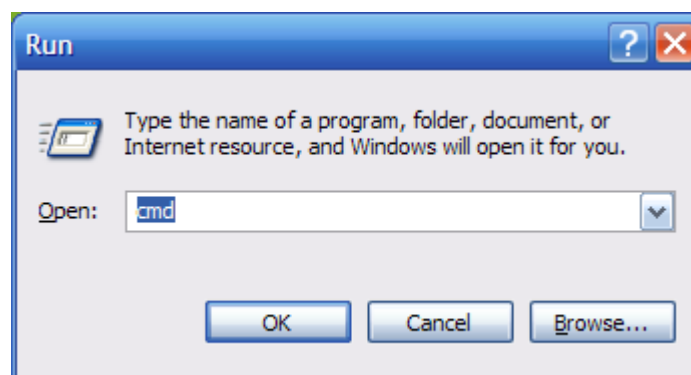 Run
?
Type the name of a program, folder, document, or
Internet resource, and Windows will open it for you.
Open: cmd
OK Cancel Browse...